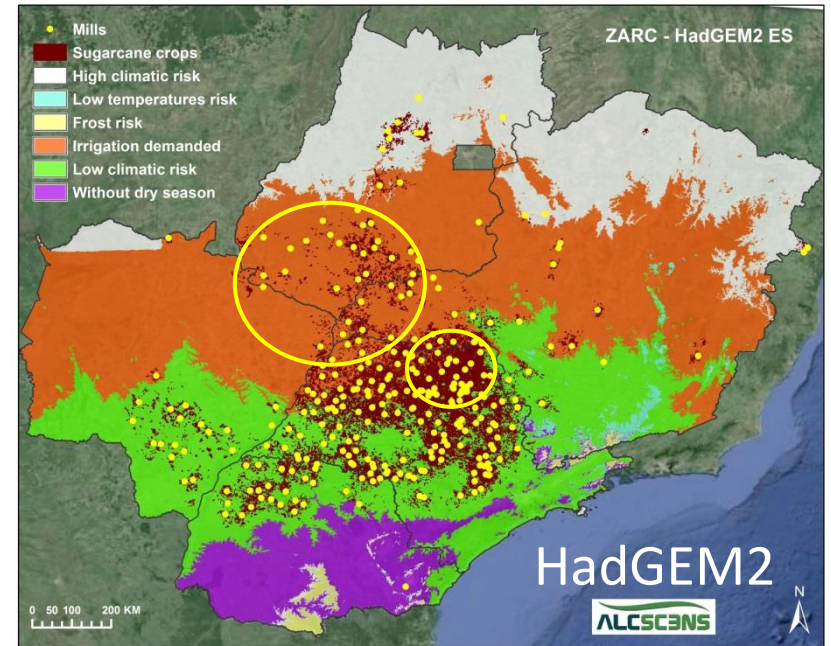 ZARC - HadGEM2 ES
Mills
Sugarcane crops
High climatic risk
Low temperatures risk
Frost risk
Irrigation demanded
Low climatic risk
Without dry season
HadGEM2
0 50 100 200 KM
ALCSCENS
N